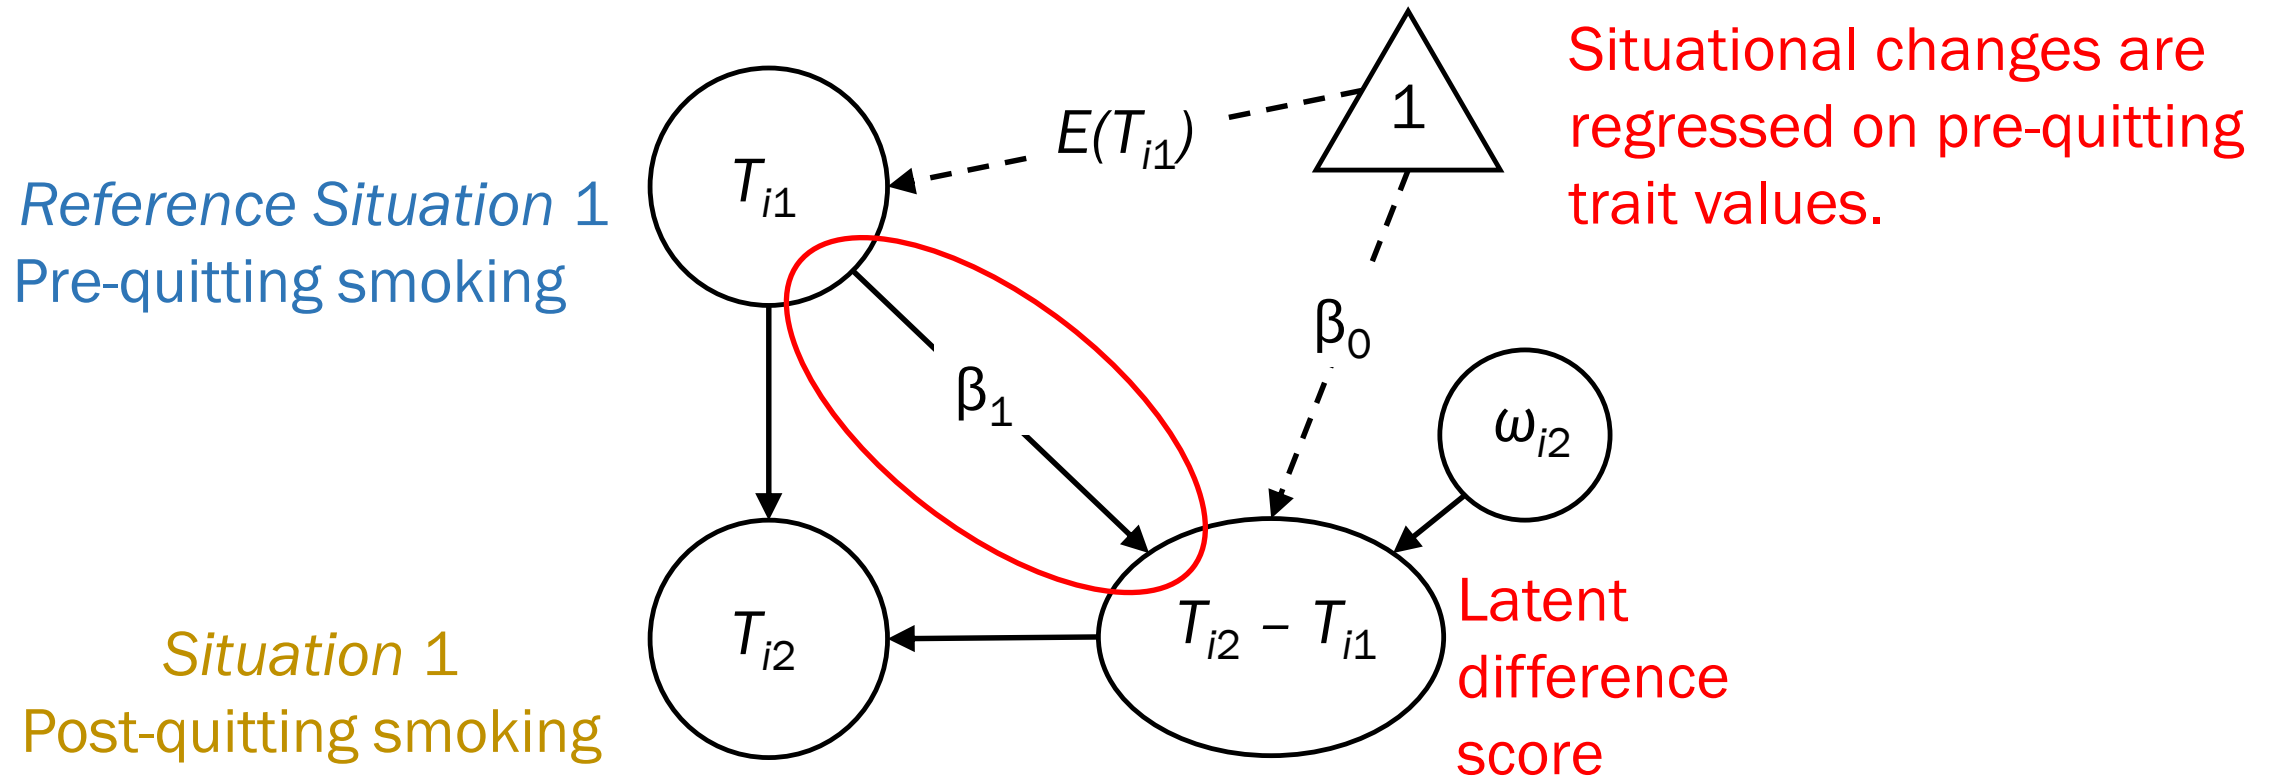 Situational changes are
regressed on pre-quitting
trait values.
1
E(Ti1)
Ti1
Reference Situation 1
Pre-quitting smoking
β0
β1
ωi2
Ti2
Ti2 – Ti1
Situation 1
Post-quitting smoking
Latent
difference
score